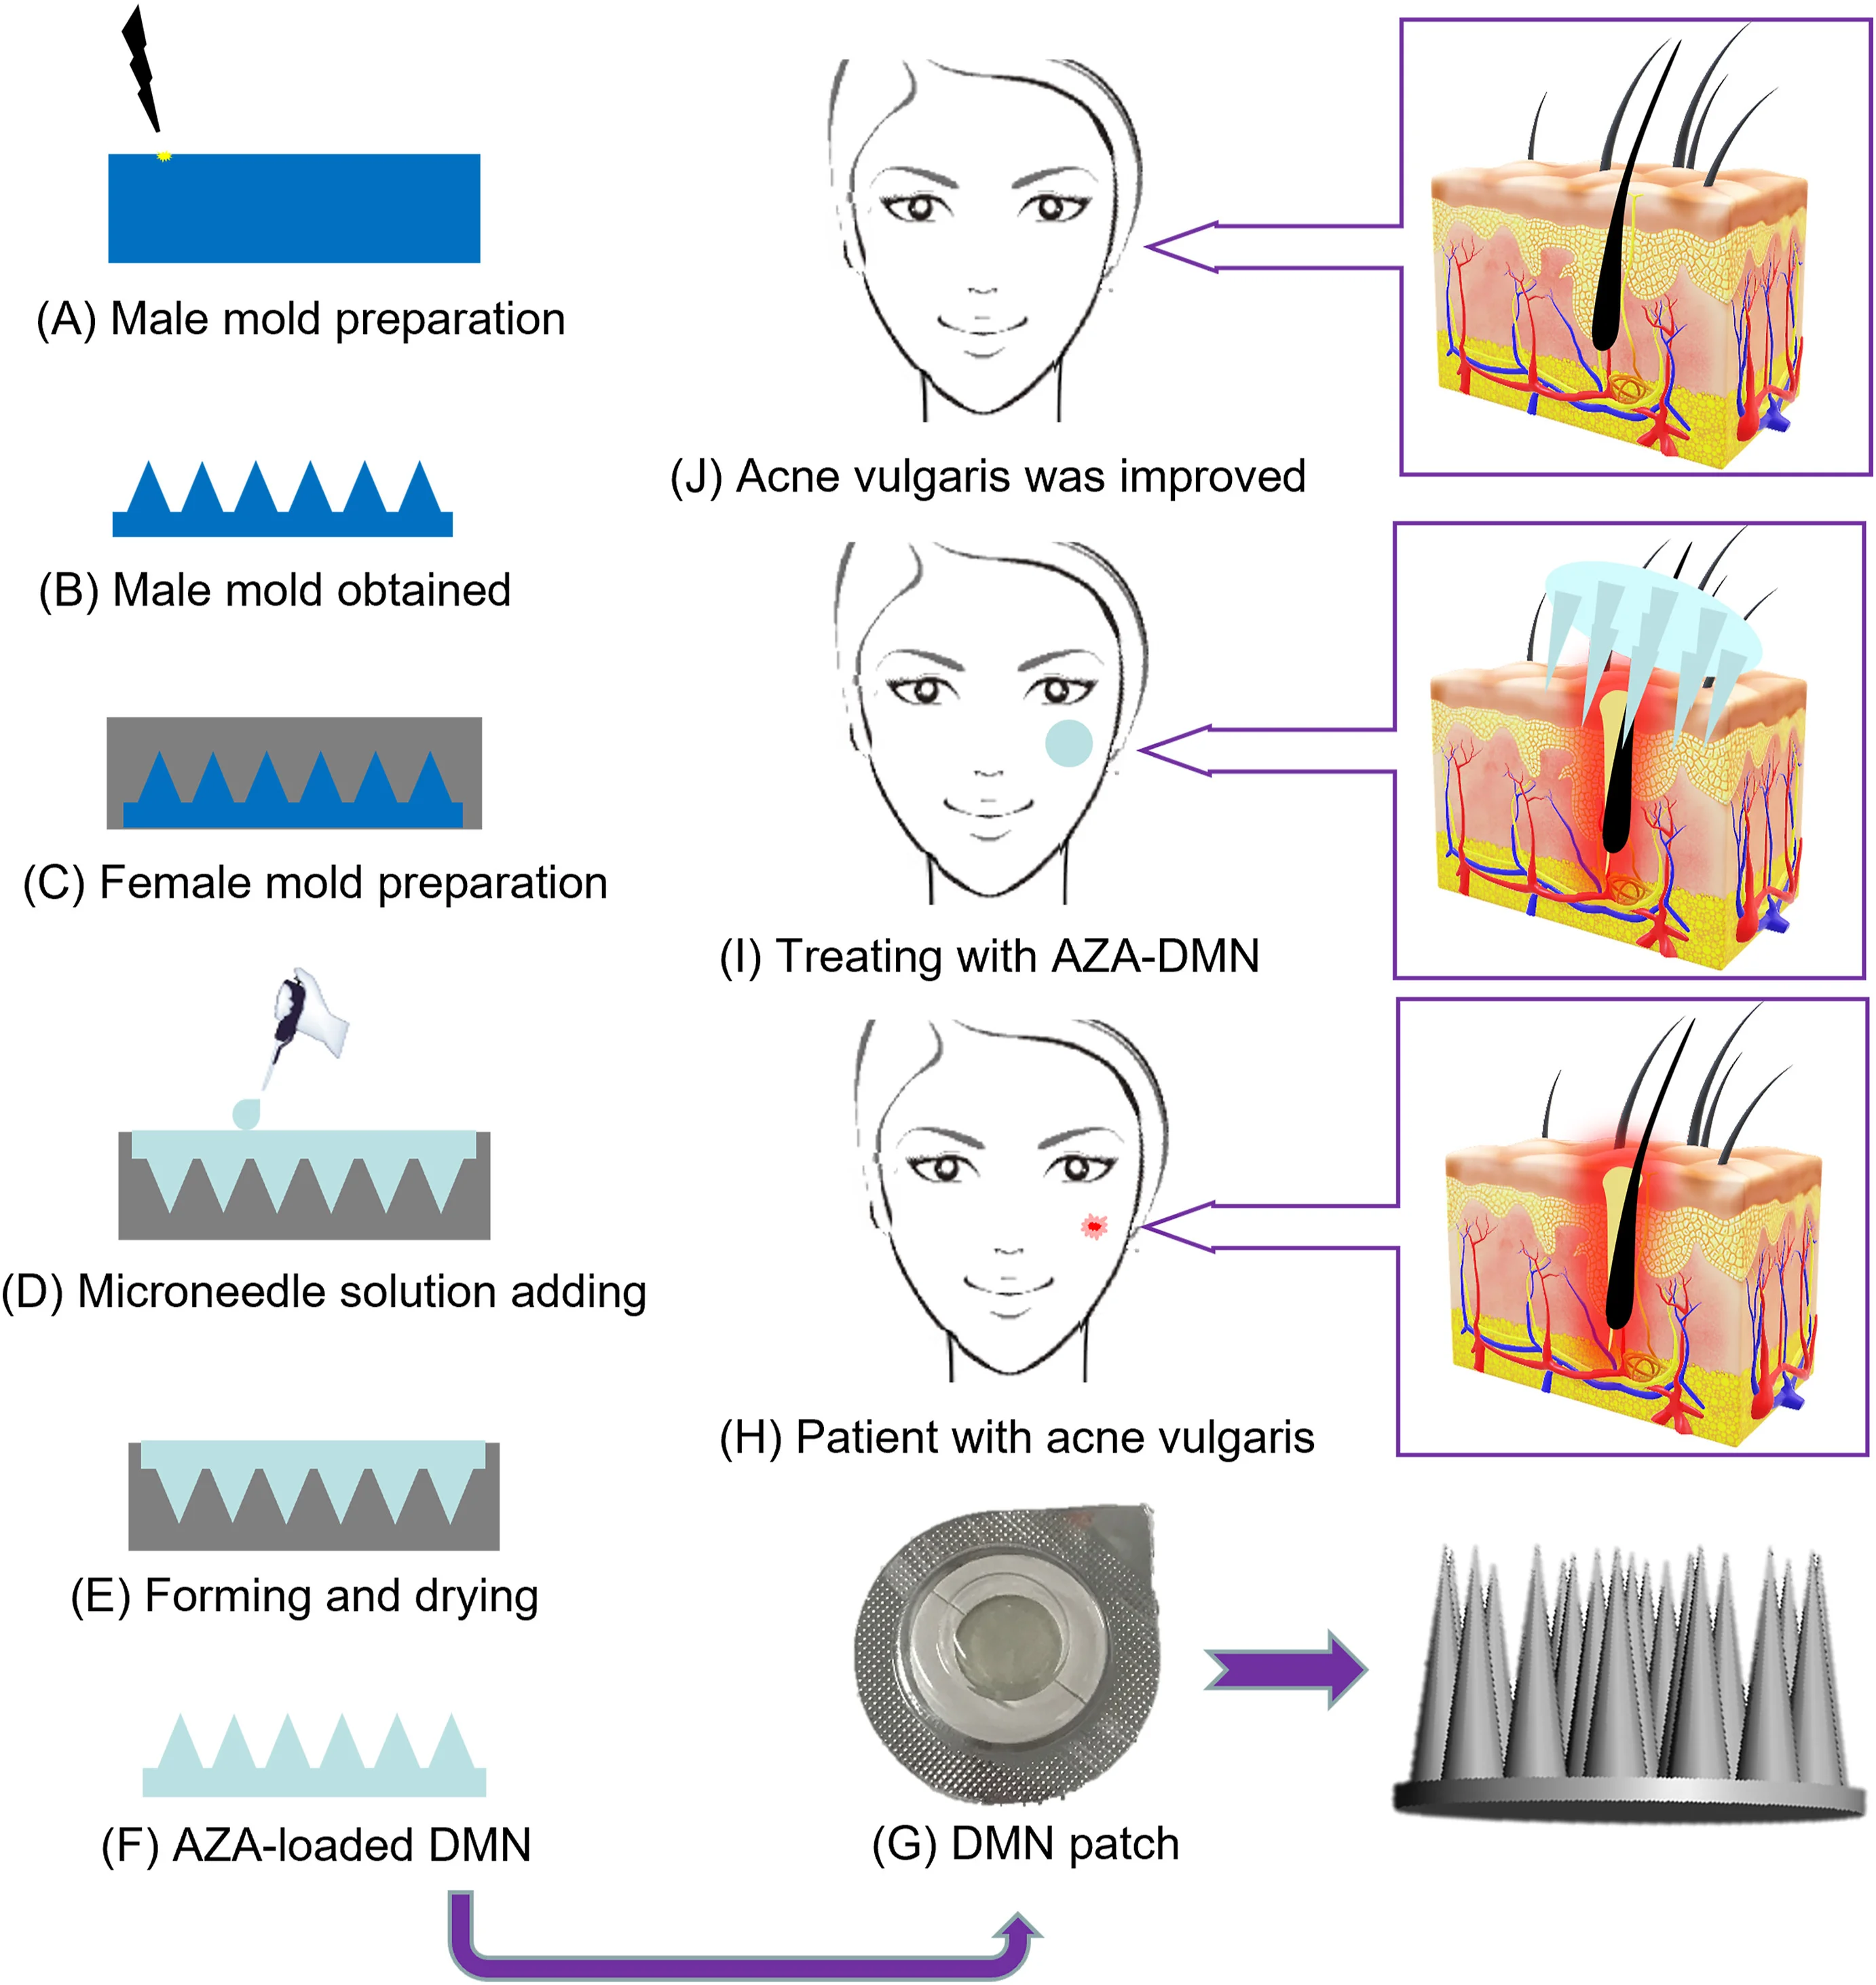 (A) Male mold preparation
(B) Male mold obtained
(C) Female mold preparation
(D) Microneedle solution adding
(E) Forming and drying
(F) AZA-loaded DMN
(G) DMN patch
(H) Patient with acne vulgaris
(I) Treating with AZA-DMN
(J) Acne vulgaris was improved